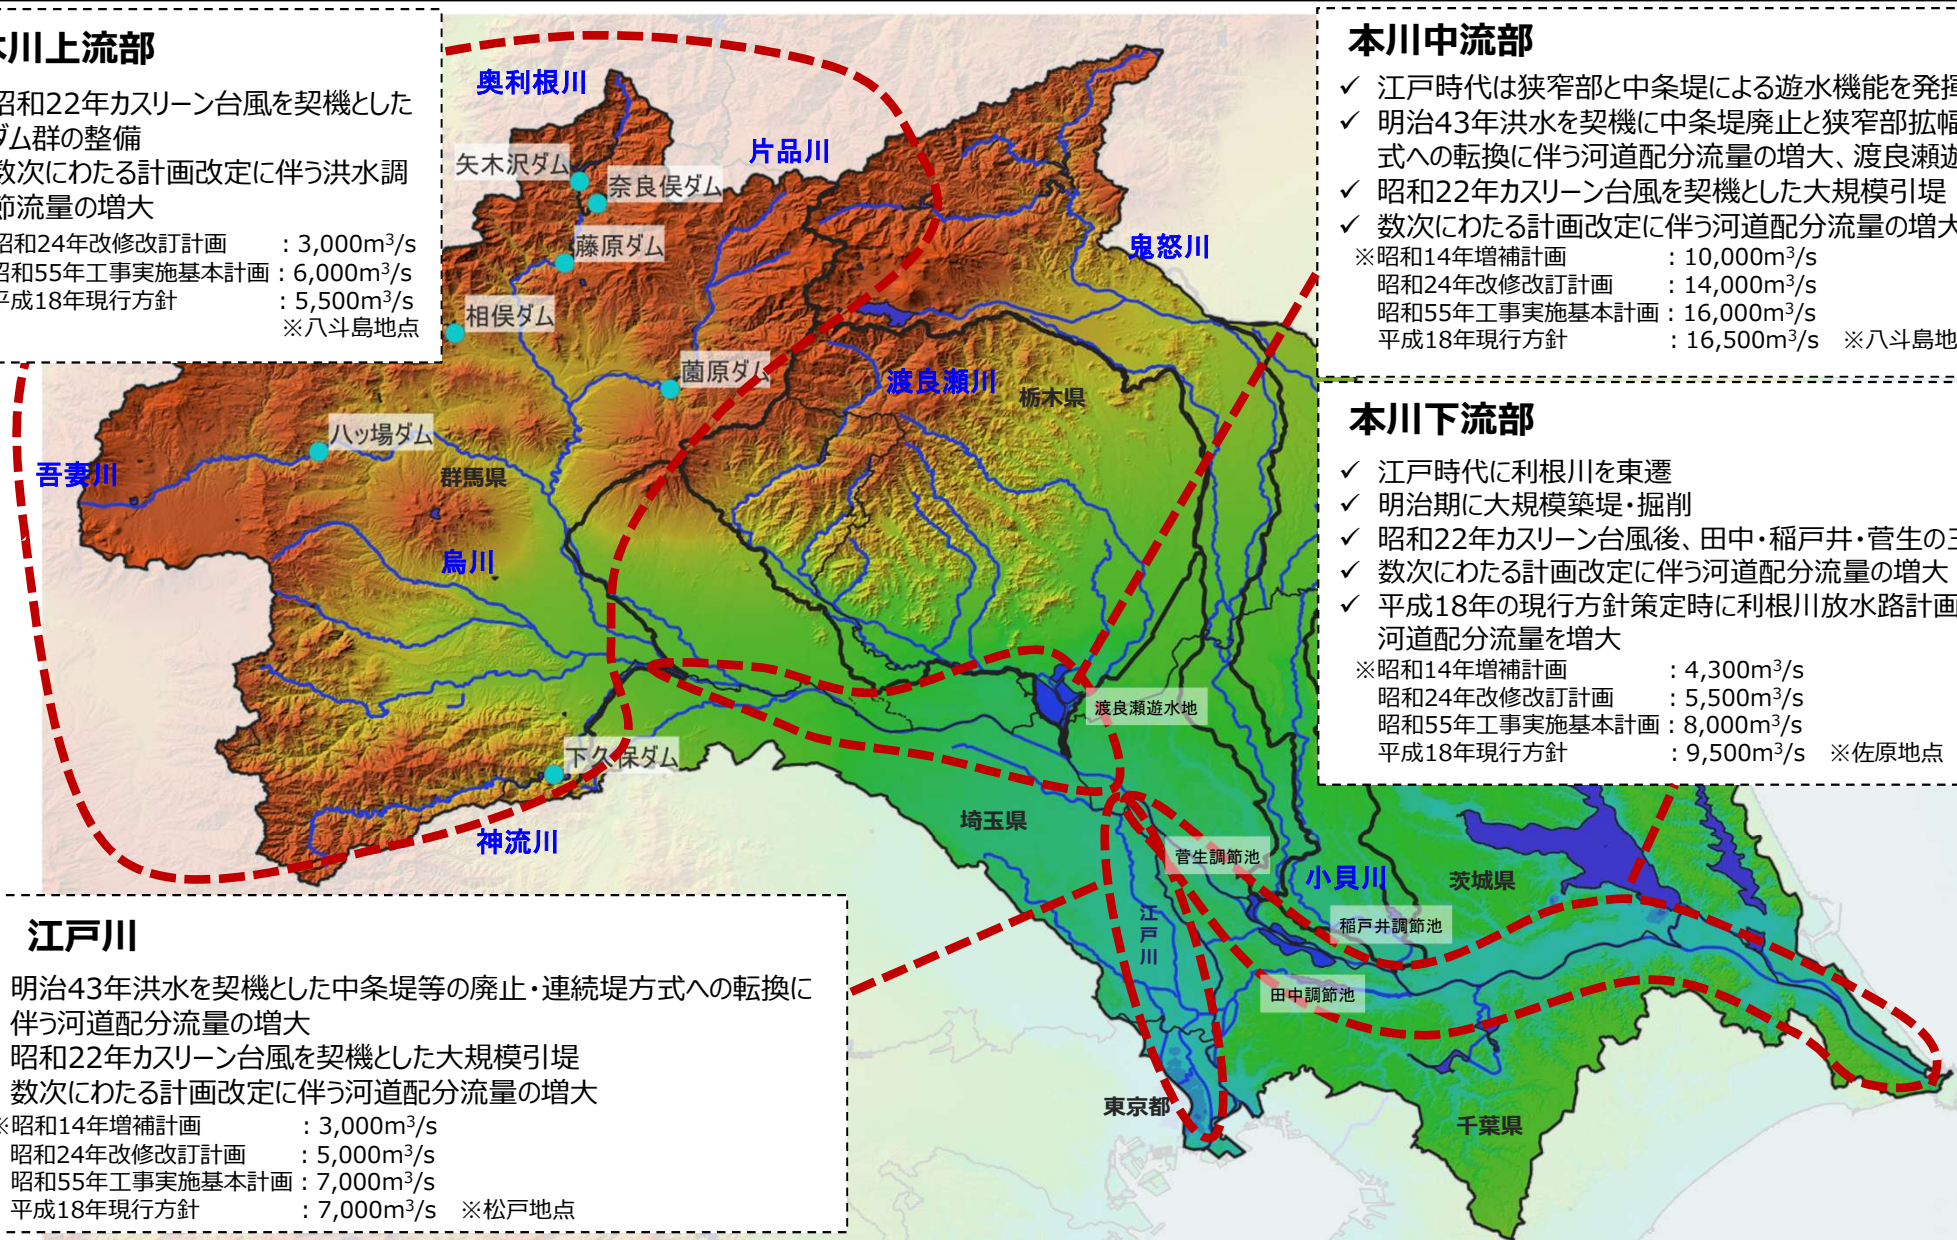 川上流部
昭和22年カスリーン台風を契機とした
ダム群の整備
数次にわたる計画改定に伴う洪水調
節流量の増大
昭和24年改修改訂計画 : 3,000m³/s
昭和55年工事実施基本計画 : 6,000m³/s
平成18年現行方針 : 5,500m³/s
※八斗島地点
本川中流部
✓ 江戸時代は狭窄部と中条堤による遊水機能を発揮
✓ 明治43年洪水を契機に中条堤廃止と狭窄部拡幅
式への転換に伴う河道配分流量の増大、渡良瀬遊
✓ 昭和22年カスリーン台風を契機とした大規模引堤
✓ 数次にわたる計画改定に伴う河道配分流量の増大
※昭和14年増補計画 : 10,000m³/s
昭和24年改修改訂計画 : 14,000m³/s
昭和55年工事実施基本計画 : 16,000m³/s
平成18年現行方針 : 16,500m³/s ※八斗島地
本川下流部
✓ 江戸時代に利根川を東遷
✓ 明治期に大規模築堤・掘削
✓ 昭和22年カスリーン台風後、田中・稲戸井・菅生の三
✓ 数次にわたる計画改定に伴う河道配分流量の増大
✓ 平成18年の現行方針策定時に利根川放水路計画
河道配分流量を増大
※昭和14年増補計画 : 4,300m³/s
昭和24年改修改訂計画 : 5,500m³/s
昭和55年工事実施基本計画 : 8,000m³/s
平成18年現行方針 : 9,500m³/s ※佐原地点
奥利根川
片品川
矢木沢ダム
奈良俣ダム
藤原ダム
鬼怒川
相俣ダム
薗原ダム
渡良瀬川
栃木県
八ッ場ダム
吾妻川
群馬県
烏川
渡良瀬遊水地
下久保ダム
神流川
埼玉県
菅生調節池
小貝川
茨城県
江戸川
稲戸井調節池
田中調節池
東京都
千葉県
江戸川
明治43年洪水を契機とした中条堤等の廃止・連続堤方式への転換に
伴う河道配分流量の増大
昭和22年カスリーン台風を契機とした大規模引堤
数次にわたる計画改定に伴う河道配分流量の増大
※昭和14年増補計画 : 3,000m³/s
昭和24年改修改訂計画 : 5,000m³/s
昭和55年工事実施基本計画 : 7,000m³/s
平成18年現行方針 : 7,000m³/s ※松戸地点